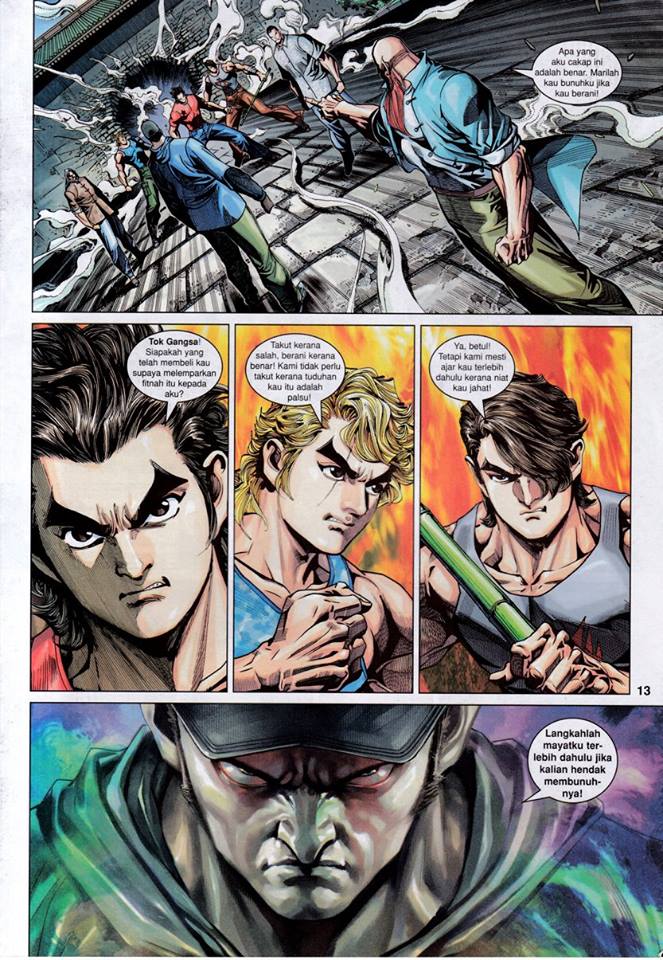 Apa yang
aku cakap ini
adalah benar. Marilah
kau bunuhku jika
kau berani!
Tok Gangsa!
Siapakah yang
telah membeli kau
supaya melemparkan
fitnah itu kepada
aku?
Takut kerana
salah, berani kerana
benar! Kami tidak perlu
takut kerana tuduhan
kau itu adalah
palsu!
Ya, betul!
Tetapi kami mesti
ajar kau terlebih
dahulu kerana niat
kau jahat!
13
Langkahlah
mayatku ter-
lebih dahulu jika
kalian hendak
membunuh-
nya!